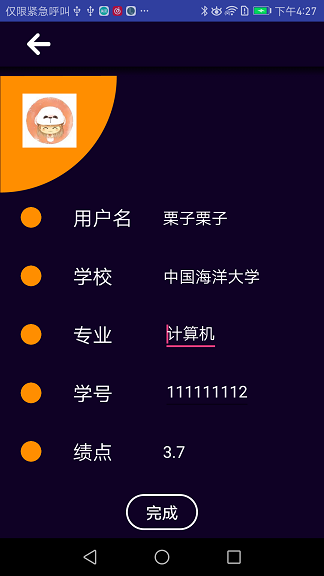 仅限紧急呼叫 下午4:27
用户名 栗子栗子
学校 中国海洋大学
专业 计算机
学号 111111112
绩点 3.7
完成